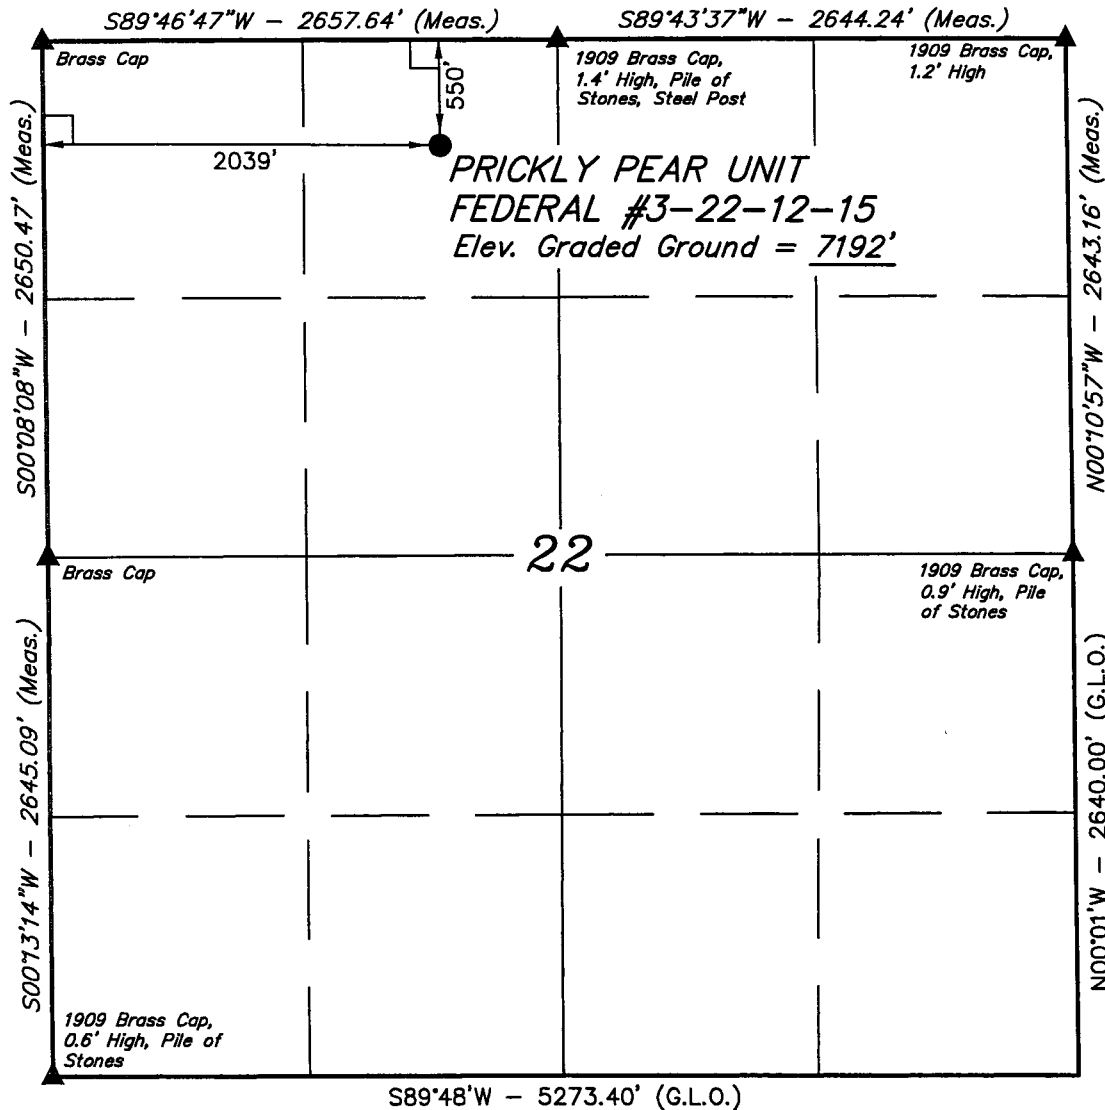 S89°46'47"W - 2657.64' (Meas.)
S89°43'37"W - 2644.24' (Meas.)
Brass Cap
550'
1909 Brass Cap,
1.4' High, Pile of
Stones, Steel Post
1909 Brass Cap,
1.2' High
2039'
PRICKLY PEAR UNIT
FEDERAL #3-22-12-15
Elev. Graded Ground = 7192'
S00°08'08"W - 2650.47' (Meas.)
N00°10'57"W - 2643.16' (Meas.)
22
Brass Cap
1909 Brass Cap,
0.9' High, Pile
of Stones
S00°13'14"W - 2645.09' (Meas.)
N00°01'W - 2640.00' (G.L.O.)
1909 Brass Cap,
0.6' High, Pile of
Stones
S89°48'W - 5273.40' (G.L.O.)